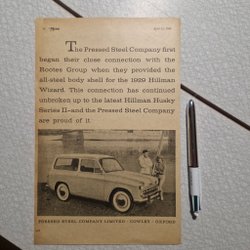 The Pressed Steel Company first
began their close connection with the
Rootes Group when they provided the
all-steel body shell for the 1929 Hillman
Wizard. This connection has continued
unbroken up to the latest Hillman Husky
Series II–and the Pressed Steel Company
are proud of it.
PRESSED STEEL COMPANY LIMITED · COWLEY · OXFORD